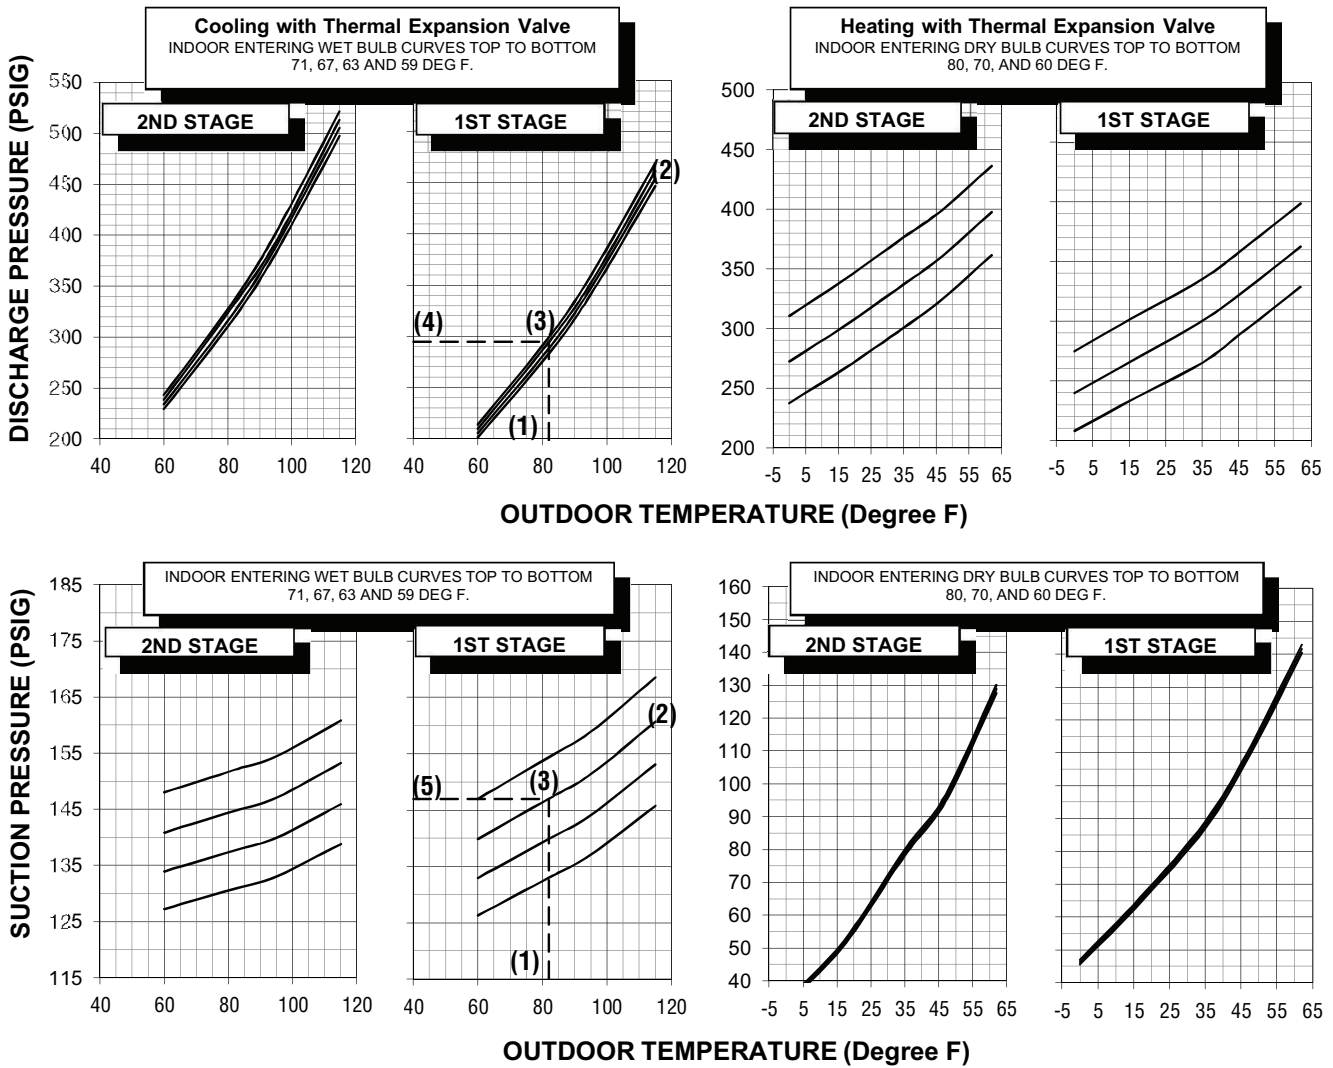 Cooling with Thermal Expansion Valve
INDOOR ENTERING WET BULB CURVES TOP TO BOTTOM
71, 67, 63 AND 59 DEG F.
2ND STAGE
1ST STAGE
DISCHARGE PRESSURE (PSIG)
550
500
450
400
350
300
250
200
40 60 80 100 120
(2)
(3)
(4)
(1)
40 60 80 100 120
Heating with Thermal Expansion Valve
INDOOR ENTERING DRY BULB CURVES TOP TO BOTTOM
80, 70, AND 60 DEG F.
2ND STAGE
1ST STAGE
500
450
400
350
300
250
200
-5 5 15 25 35 45 55 65
-5 5 15 25 35 45 55 65
OUTDOOR TEMPERATURE (Degree F)
INDOOR ENTERING WET BULB CURVES TOP TO BOTTOM
71, 67, 63 AND 59 DEG F.
2ND STAGE
1ST STAGE
SUCTION PRESSURE (PSIG)
185
175
165
155
145
135
125
115
40 60 80 100 120
(2)
(5)
(3)
(1)
40 60 80 100 120
INDOOR ENTERING DRY BULB CURVES TOP TO BOTTOM
80, 70, AND 60 DEG F.
2ND STAGE
1ST STAGE
160
150
140
130
120
110
100
90
80
70
60
50
40
-5 5 15 25 35 45 55 65
-5 5 15 25 35 45 55 65
OUTDOOR TEMPERATURE (Degree F)